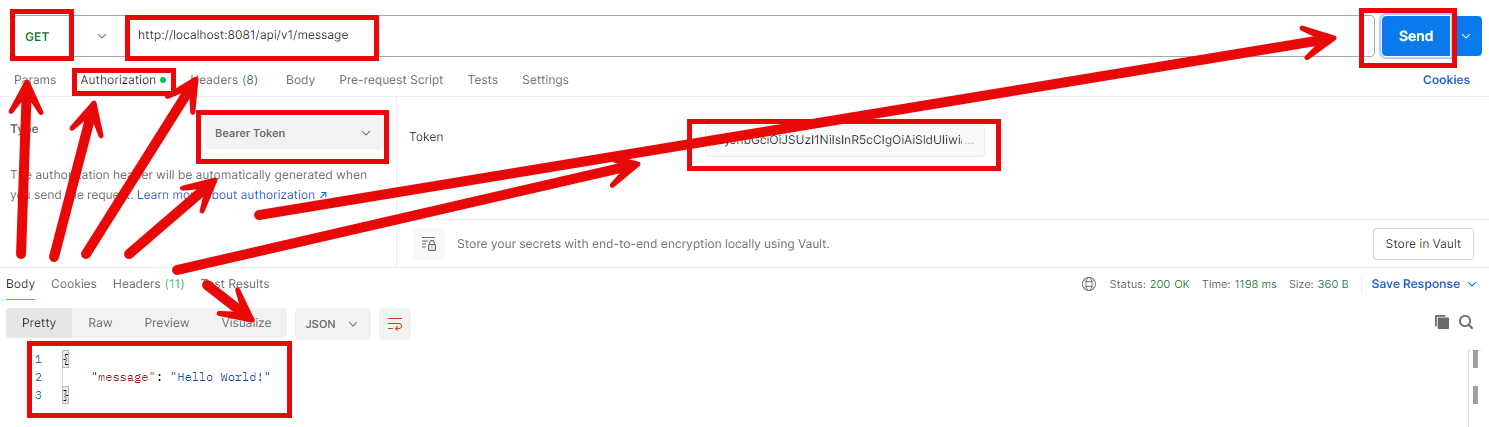 GET
http://localhost:8081/api/v1/message
Send
Params Authorization Headers (8) Body Pre-request Script Tests Settings Cookies
Type Bearer Token Token
The authorization header will be automatically generated when
you send the request. Learn more about authorization ↗
Store your secrets with end-to-end encryption locally using Vault. Store in Vault
Body Cookies Headers (11) Test Results Status: 200 OK Time: 1198 ms Size: 360 B Save Response
Pretty Raw Preview Visualize JSON
1 {
2 "message": "Hello World!"
3 }